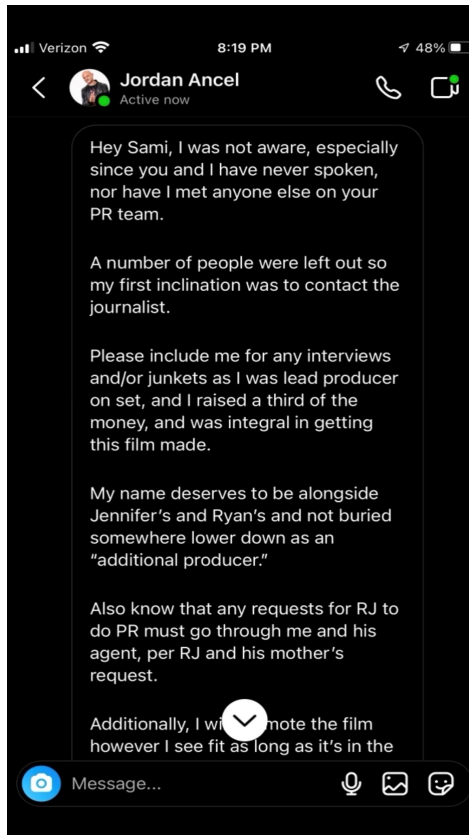 Verizon 8:19 PM 48%
Jordan Ancel
Active now
Hey Sami, I was not aware, especially
since you and I have never spoken,
nor have I met anyone else on your
PR team.
A number of people were left out so
my first inclination was to contact the
journalist.
Please include me for any interviews
and/or junkets as I was lead producer
on set, and I raised a third of the
money, and was integral in getting
this film made.
My name deserves to be alongside
Jennifer’s and Ryan’s and not buried
somewhere lower down as an
“additional producer.”
Also know that any requests for RJ to
do PR must go through me and his
agent, per RJ and his mother’s
request.
Additionally, I the film
however I see fit as long as it’s in the
Message...